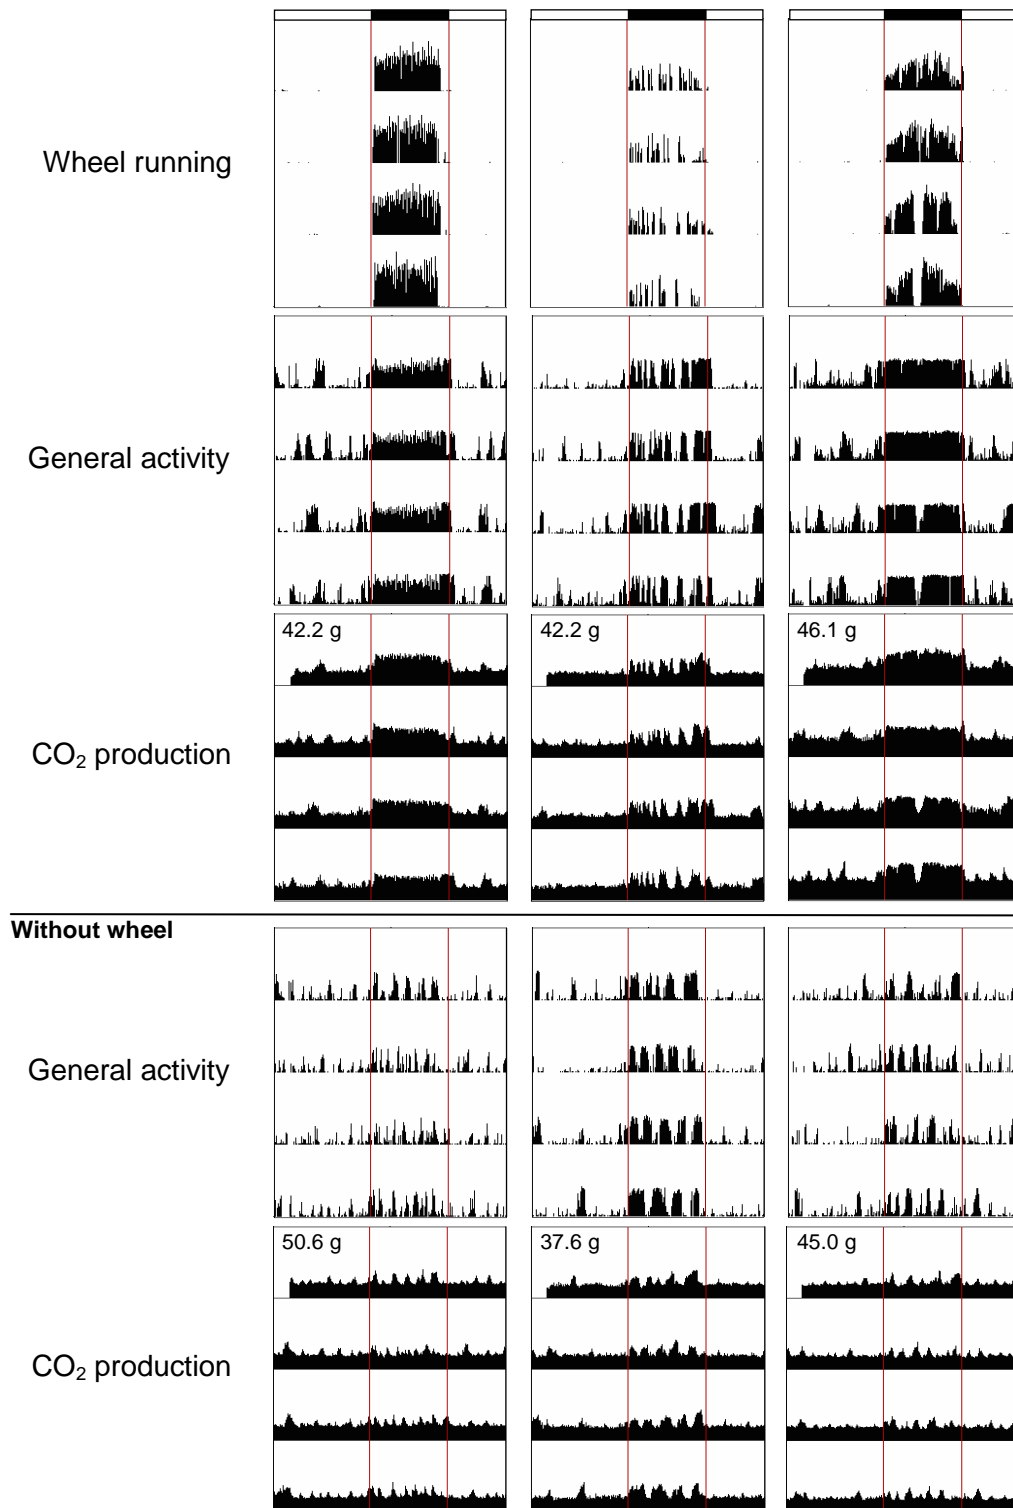 Wheel running
General activity
42.2 g
42.2 g
46.1 g
CO₂ production
Without wheel
General activity
50.6 g
37.6 g
45.0 g
CO₂ production